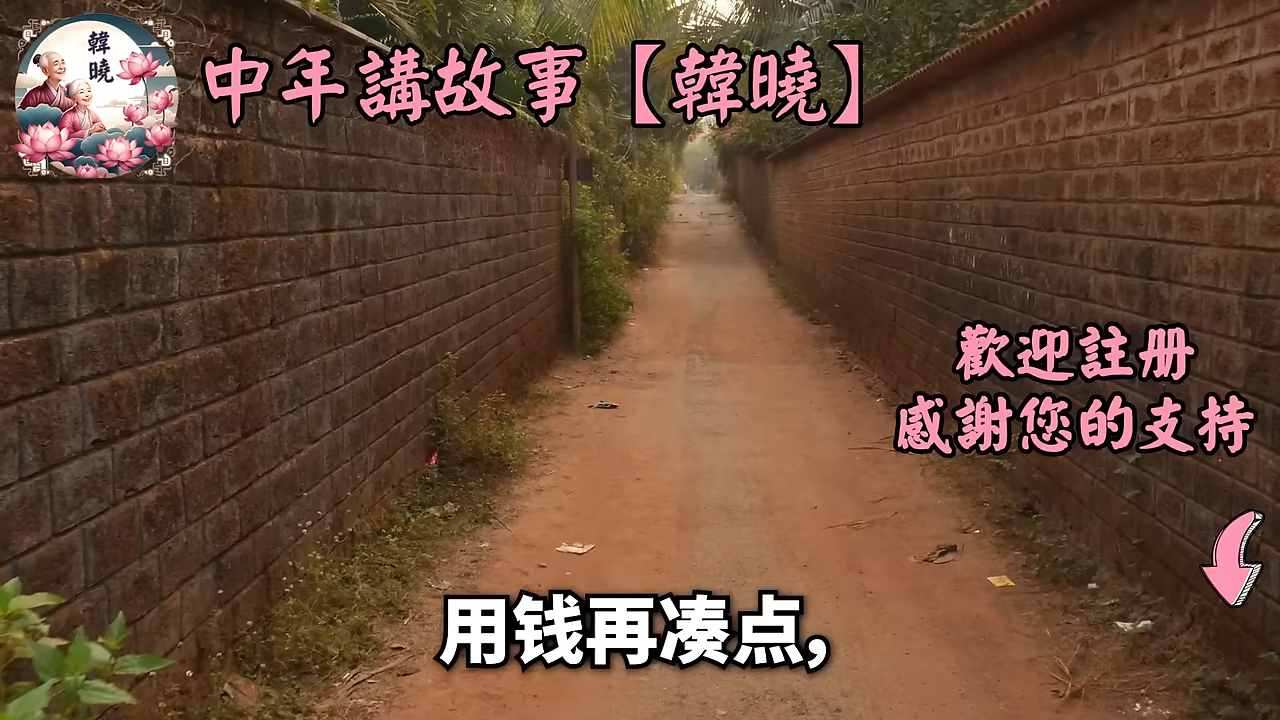 韓曉
中年講故事【韓曉】
歡迎註册
感謝您的支持
用钱再凑点,